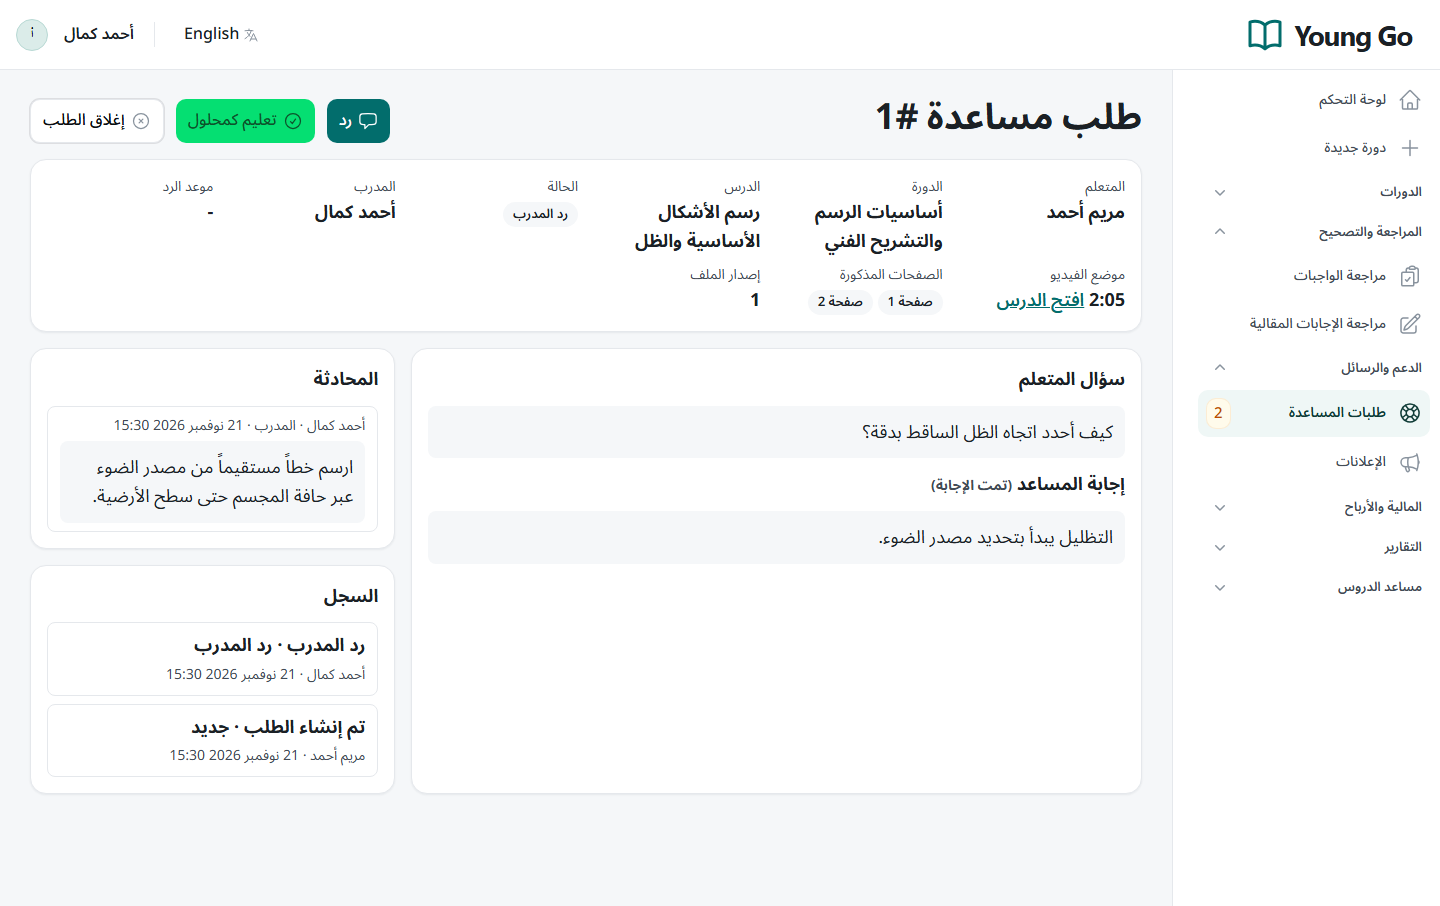 Young Go
English
أحمد كمال
أ
لوحة التحكم
دورة جديدة
الدورات
المراجعة والتصحيح
مراجعة الواجبات
مراجعة الإجابات المقالية
الدعم والرسائل
طلبات المساعدة 2
الإعلانات
المالية والأرباح
التقارير
مساعد الدروس
طلب مساعدة #1
رد
تعليم كمحلول
إغلاق الطلب
المتعلم
مريم أحمد
الدورة
أساسيات الرسم
والتشريح الفني
الدرس
رسم الأشكال
الأساسية والظل
الحالة
رد المدرب
المدرب
أحمد كمال
موعد الرد
-
موضع الفيديو
2:05 افتح الدرس
الصفحات المذكورة
صفحة 1 صفحة 2
إصدار الملف
1
سؤال المتعلم
كيف أحدد اتجاه الظل الساقط بدقة؟
إجابة المساعد (تمت الإجابة)
التظليل يبدأ بتحديد مصدر الضوء.
المحادثة
أحمد كمال · المدرب · 21 نوفمبر 2026 15:30
ارسم خطاً مستقيماً من مصدر الضوء
عبر حافة المجسم حتى سطح الأرضية.
السجل
رد المدرب · رد المدرب
أحمد كمال · 21 نوفمبر 2026 15:30
تم إنشاء الطلب · جديد
مريم أحمد · 21 نوفمبر 2026 15:30